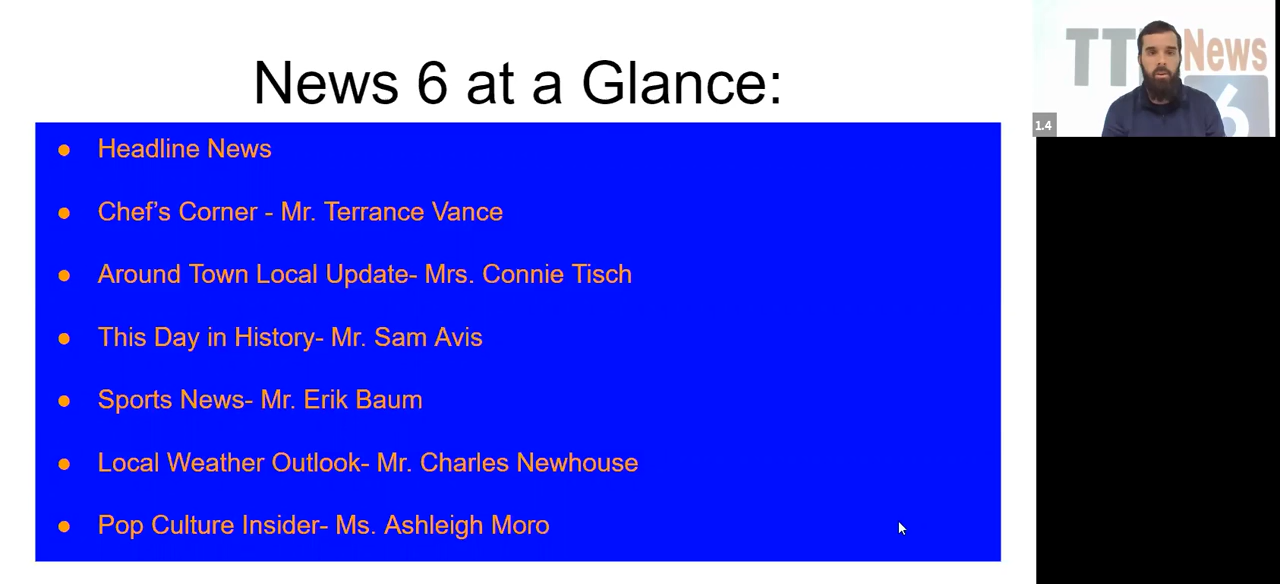 News 6 at a Glance:
● Headline News
● Chef’s Corner - Mr. Terrance Vance
● Around Town Local Update- Mrs. Connie Tisch
● This Day in History- Mr. Sam Avis
● Sports News- Mr. Erik Baum
● Local Weather Outlook- Mr. Charles Newhouse
● Pop Culture Insider- Ms. Ashleigh Moro
News
6
1.4